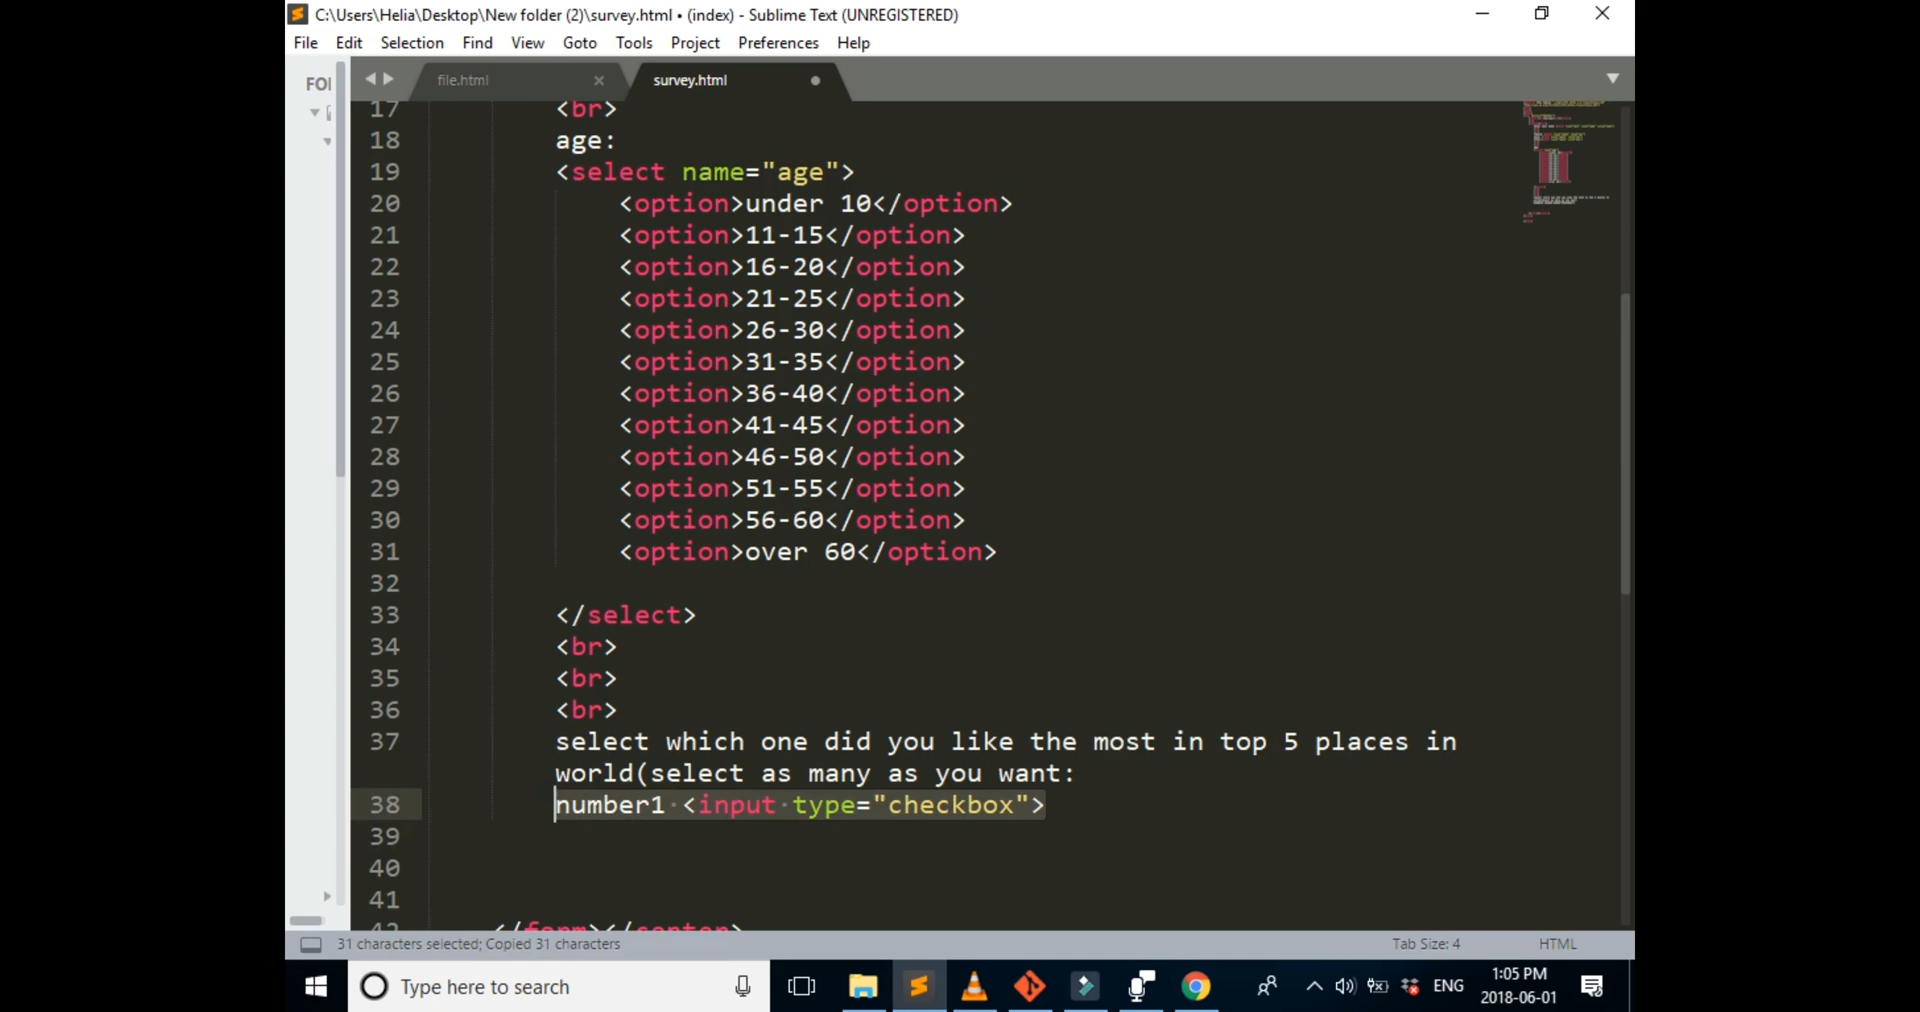 C:\Users\Helia\Desktop\New folder (2)\survey.html • (index) - Sublime Text (UNREGISTERED)
File Edit Selection Find View Goto Tools Project Preferences Help
FOI
file.html
survey.html
17 <br>
18 age:
19 <select name="age">
20 <option>under 10</option>
21 <option>11-15</option>
22 <option>16-20</option>
23 <option>21-25</option>
24 <option>26-30</option>
25 <option>31-35</option>
26 <option>36-40</option>
27 <option>41-45</option>
28 <option>46-50</option>
29 <option>51-55</option>
30 <option>56-60</option>
31 <option>over 60</option>
32
33 </select>
34 <br>
35 <br>
36 <br>
37 select which one did you like the most in top 5 places in
world(select as many as you want:
38 number1 <input type="checkbox">
39
40
41
42 </form></center>
31 characters selected; Copied 31 characters Tab Size: 4 HTML
Type here to search
ENG
1:05 PM
2018-06-01